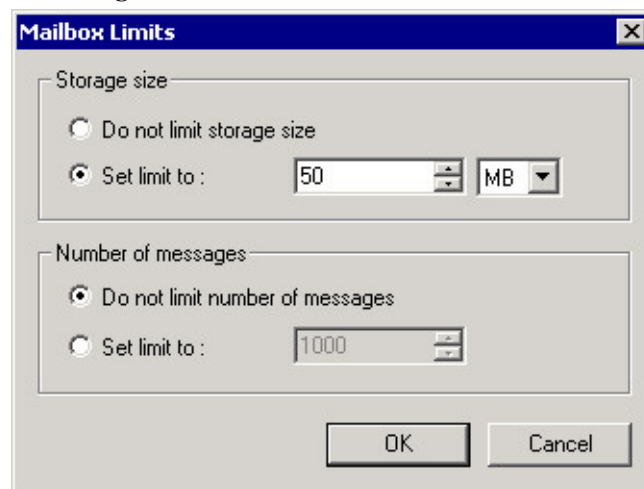 Mailbox Limits
Storage size
Do not limit storage size
Set limit to : 50 MB
Number of messages
Do not limit number of messages
Set limit to : 1000
OK Cancel